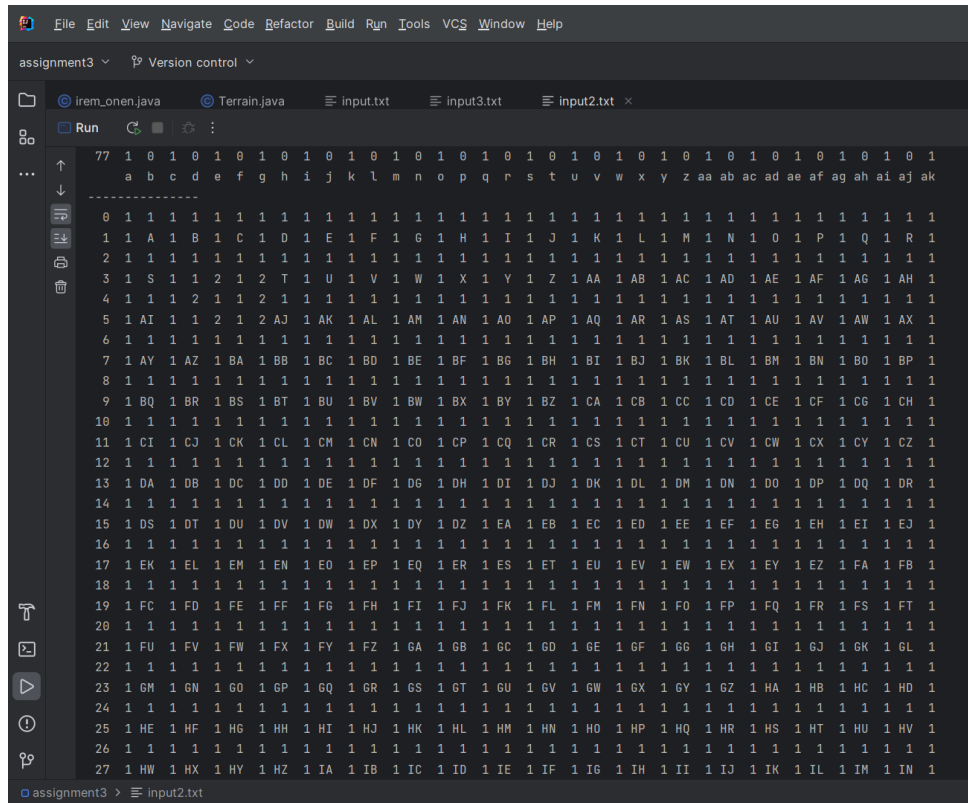 File Edit View Navigate Code Refactor Build Run Tools VCS Window Help
assignment3 Version control
irem_onen.java Terrain.java input.txt input3.txt input2.txt
Run
77 1 0 1 0 1 0 1 0 1 0 1 0 1 0 1 0 1 0 1 0 1 0 1 0 1 0 1 0 1 0 1 0 1 0 1 0 1
a b c d e f g h i j k l m n o p q r s t u v w x y z aa ab ac ad ae af ag ah ai aj ak
---------------
0 1 1 1 1 1 1 1 1 1 1 1 1 1 1 1 1 1 1 1 1 1 1 1 1 1 1 1 1 1 1 1 1 1 1 1 1 1
1 1 A 1 B 1 C 1 D 1 E 1 F 1 G 1 H 1 I 1 J 1 K 1 L 1 M 1 N 1 O 1 P 1 Q 1 R 1
2 1 1 1 1 1 1 1 1 1 1 1 1 1 1 1 1 1 1 1 1 1 1 1 1 1 1 1 1 1 1 1 1 1 1 1 1 1
3 1 S 1 1 2 1 2 T 1 U 1 V 1 W 1 X 1 Y 1 Z 1 AA 1 AB 1 AC 1 AD 1 AE 1 AF 1 AG 1 AH 1
4 1 1 1 2 1 1 2 1 1 1 1 1 1 1 1 1 1 1 1 1 1 1 1 1 1 1 1 1 1 1 1 1 1 1 1 1 1
5 1 AI 1 1 2 1 2 AJ 1 AK 1 AL 1 AM 1 AN 1 AO 1 AP 1 AQ 1 AR 1 AS 1 AT 1 AU 1 AV 1 AW 1 AX 1
6 1 1 1 1 1 1 1 1 1 1 1 1 1 1 1 1 1 1 1 1 1 1 1 1 1 1 1 1 1 1 1 1 1 1 1 1 1
7 1 AY 1 AZ 1 BA 1 BB 1 BC 1 BD 1 BE 1 BF 1 BG 1 BH 1 BI 1 BJ 1 BK 1 BL 1 BM 1 BN 1 BO 1 BP 1
8 1 1 1 1 1 1 1 1 1 1 1 1 1 1 1 1 1 1 1 1 1 1 1 1 1 1 1 1 1 1 1 1 1 1 1 1 1
9 1 BQ 1 BR 1 BS 1 BT 1 BU 1 BV 1 BW 1 BX 1 BY 1 BZ 1 CA 1 CB 1 CC 1 CD 1 CE 1 CF 1 CG 1 CH 1
10 1 1 1 1 1 1 1 1 1 1 1 1 1 1 1 1 1 1 1 1 1 1 1 1 1 1 1 1 1 1 1 1 1 1 1 1 1
11 1 CI 1 CJ 1 CK 1 CL 1 CM 1 CN 1 CO 1 CP 1 CQ 1 CR 1 CS 1 CT 1 CU 1 CV 1 CW 1 CX 1 CY 1 CZ 1
12 1 1 1 1 1 1 1 1 1 1 1 1 1 1 1 1 1 1 1 1 1 1 1 1 1 1 1 1 1 1 1 1 1 1 1 1 1
13 1 DA 1 DB 1 DC 1 DD 1 DE 1 DF 1 DG 1 DH 1 DI 1 DJ 1 DK 1 DL 1 DM 1 DN 1 DO 1 DP 1 DQ 1 DR 1
14 1 1 1 1 1 1 1 1 1 1 1 1 1 1 1 1 1 1 1 1 1 1 1 1 1 1 1 1 1 1 1 1 1 1 1 1 1
15 1 DS 1 DT 1 DU 1 DV 1 DW 1 DX 1 DY 1 DZ 1 EA 1 EB 1 EC 1 ED 1 EE 1 EF 1 EG 1 EH 1 EI 1 EJ 1
16 1 1 1 1 1 1 1 1 1 1 1 1 1 1 1 1 1 1 1 1 1 1 1 1 1 1 1 1 1 1 1 1 1 1 1 1 1
17 1 EK 1 EL 1 EM 1 EN 1 EO 1 EP 1 EQ 1 ER 1 ES 1 ET 1 EU 1 EV 1 EW 1 EX 1 EY 1 EZ 1 FA 1 FB 1
18 1 1 1 1 1 1 1 1 1 1 1 1 1 1 1 1 1 1 1 1 1 1 1 1 1 1 1 1 1 1 1 1 1 1 1 1 1
19 1 FC 1 FD 1 FE 1 FF 1 FG 1 FH 1 FI 1 FJ 1 FK 1 FL 1 FM 1 FN 1 FO 1 FP 1 FQ 1 FR 1 FS 1 FT 1
20 1 1 1 1 1 1 1 1 1 1 1 1 1 1 1 1 1 1 1 1 1 1 1 1 1 1 1 1 1 1 1 1 1 1 1 1 1
21 1 FU 1 FV 1 FW 1 FX 1 FY 1 FZ 1 GA 1 GB 1 GC 1 GD 1 GE 1 GF 1 GG 1 GH 1 GI 1 GJ 1 GK 1 GL 1
22 1 1 1 1 1 1 1 1 1 1 1 1 1 1 1 1 1 1 1 1 1 1 1 1 1 1 1 1 1 1 1 1 1 1 1 1 1
23 1 GM 1 GN 1 GO 1 GP 1 GQ 1 GR 1 GS 1 GT 1 GU 1 GV 1 GW 1 GX 1 GY 1 GZ 1 HA 1 HB 1 HC 1 HD 1
24 1 1 1 1 1 1 1 1 1 1 1 1 1 1 1 1 1 1 1 1 1 1 1 1 1 1 1 1 1 1 1 1 1 1 1 1 1
25 1 HE 1 HF 1 HG 1 HH 1 HI 1 HJ 1 HK 1 HL 1 HM 1 HN 1 HO 1 HP 1 HQ 1 HR 1 HS 1 HT 1 HU 1 HV 1
26 1 1 1 1 1 1 1 1 1 1 1 1 1 1 1 1 1 1 1 1 1 1 1 1 1 1 1 1 1 1 1 1 1 1 1 1 1
27 1 HW 1 HX 1 HY 1 HZ 1 IA 1 IB 1 IC 1 ID 1 IE 1 IF 1 IG 1 IH 1 II 1 IJ 1 IK 1 IL 1 IM 1 IN 1
assignment3 > input2.txt